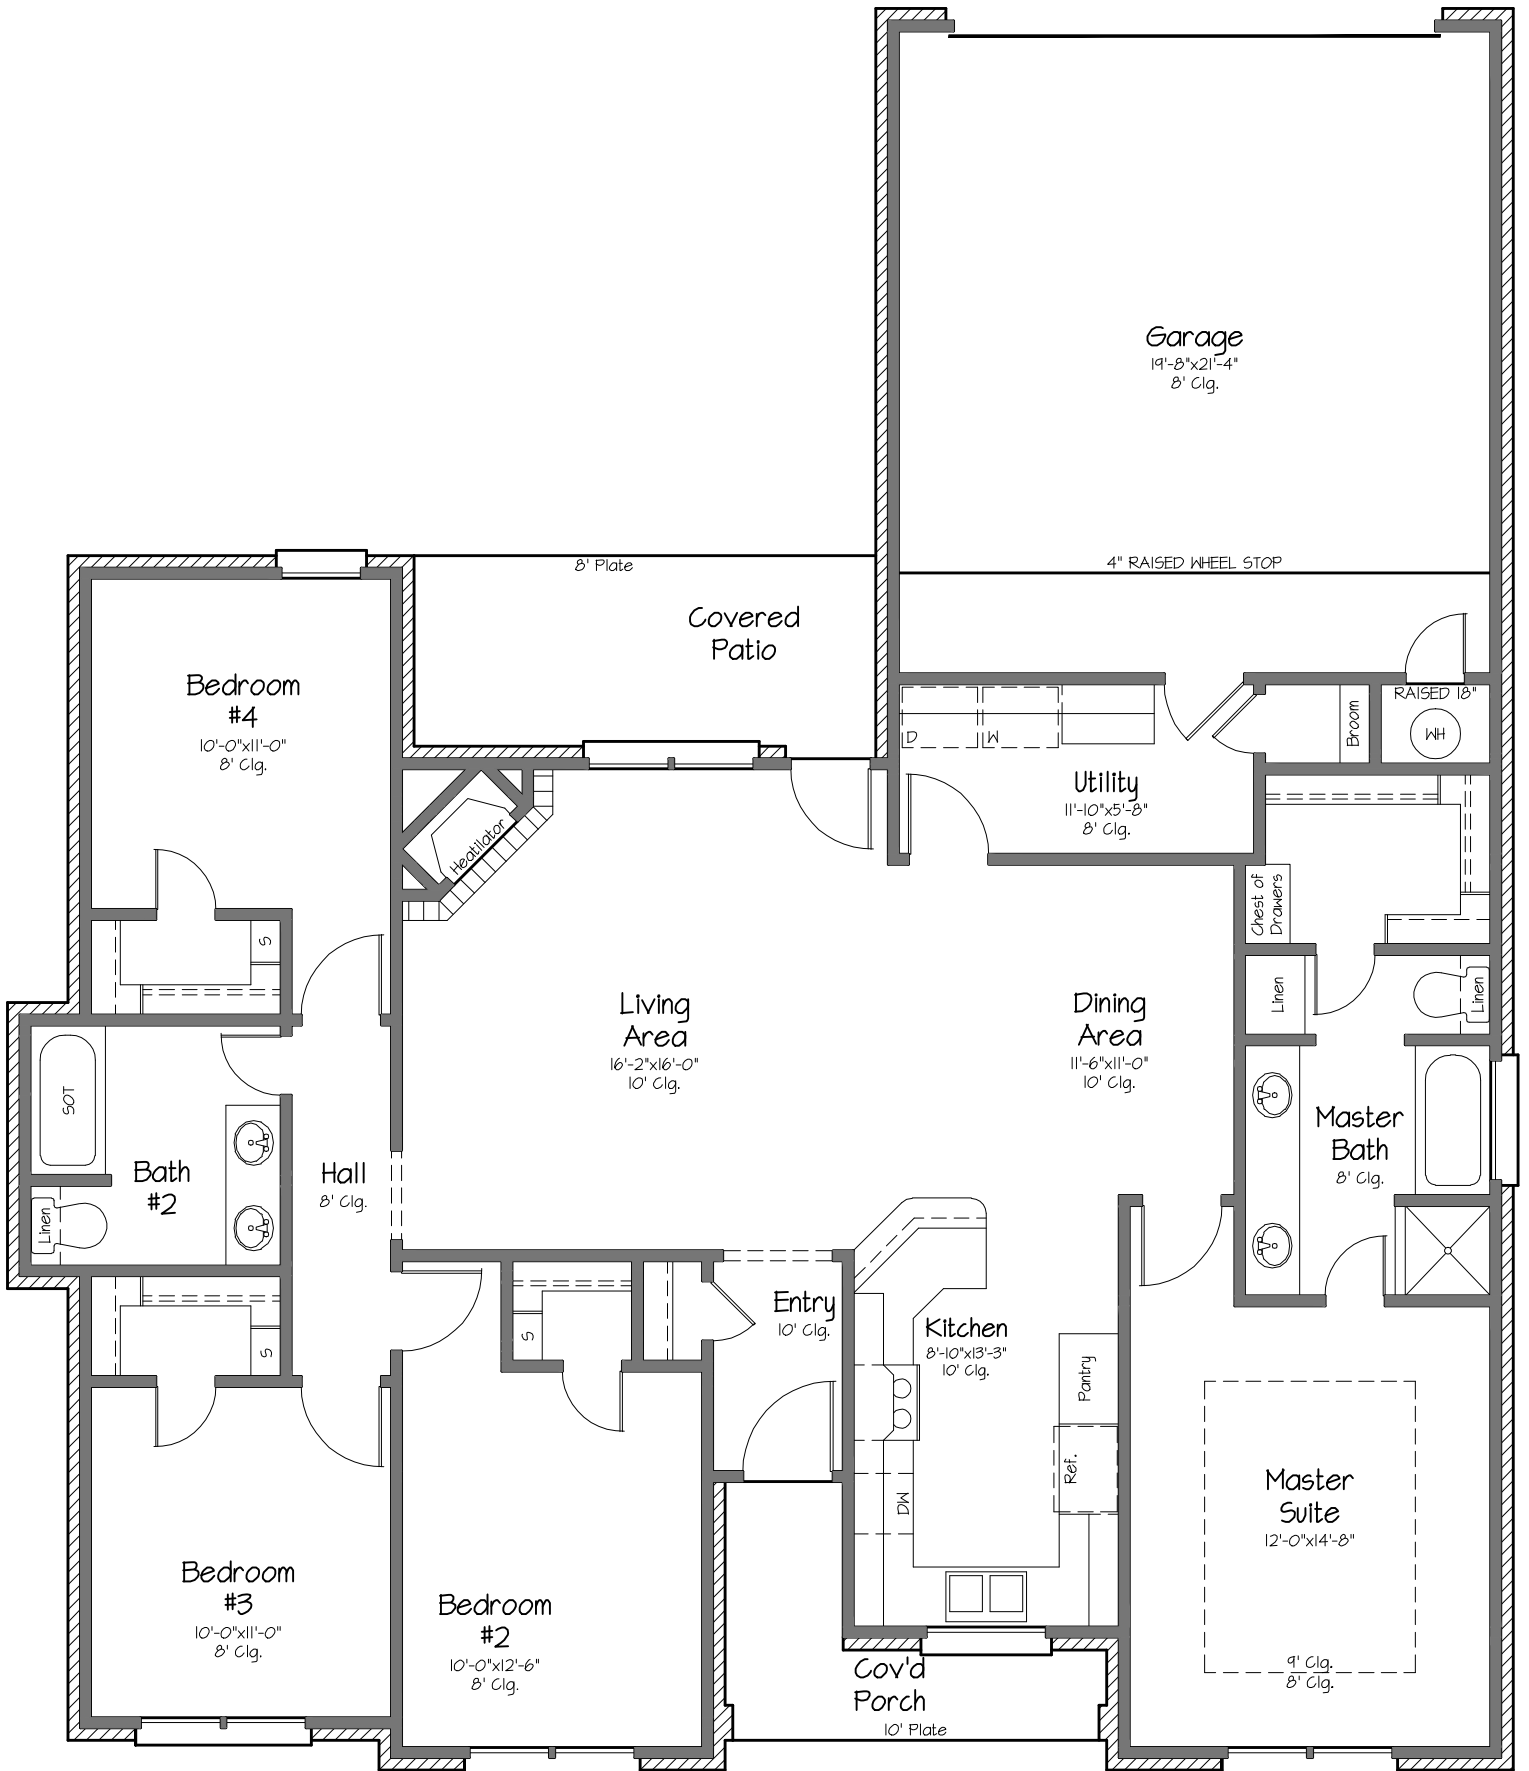 Garage
19'-8"x21'-4"
8' Clg.
4" RAISED WHEEL STOP
8' Plate
Covered
Patio
Bedroom
#4
10'-0"x11'-0"
8' Clg.
RAISED 18"
WH
Broom
D
W
Utility
11'-10"x5'-8"
8' Clg.
Heatilator
Chest of
Drawers
S
Linen
Linen
Living
Area
16'-2"x16'-0"
10' Clg.
Dining
Area
11'-6"x11'-0"
10' Clg.
SOT
Master
Bath
8' Clg.
Bath
#2
Hall
8' Clg.
Linen
Entry
10' Clg.
Kitchen
8'-10"x13'-3"
10' Clg.
S
S
Pantry
Ref.
DW
Master
Suite
12'-0"x14'-8"
9' Clg.
8' Clg.
Bedroom
#3
10'-0"x11'-0"
8' Clg.
Bedroom
#2
10'-0"x12'-6"
8' Clg.
Cov'd
Porch
10' Plate